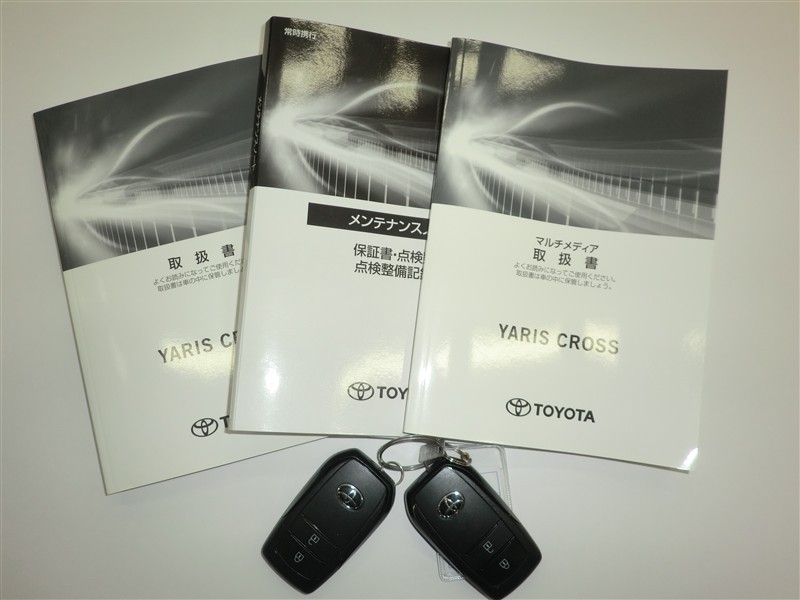 取扱書
よくお読みになってご使用くださ
取扱書は車の中に保管しましょ
YARIS CR
常時携行
メンテナンス
保証書・点検
点検整備記
TOYO
マルチメディア
取扱書
よくお読みになってご使用ください。
取扱書は車の中に保管しましょう。
YARIS CROSS
TOYOTA